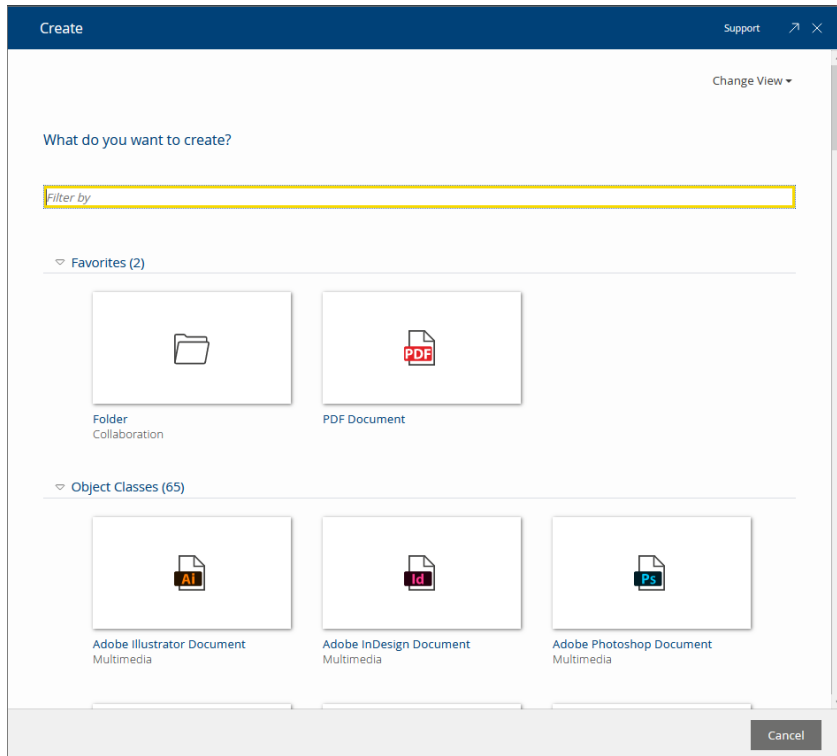 Create
Support
Change View
What do you want to create?
Filter by
Favorites (2)
PDF
Folder
Collaboration
PDF Document
Object Classes (65)
Ai
Id
Ps
Adobe Illustrator Document
Multimedia
Adobe InDesign Document
Multimedia
Adobe Photoshop Document
Multimedia
Cancel